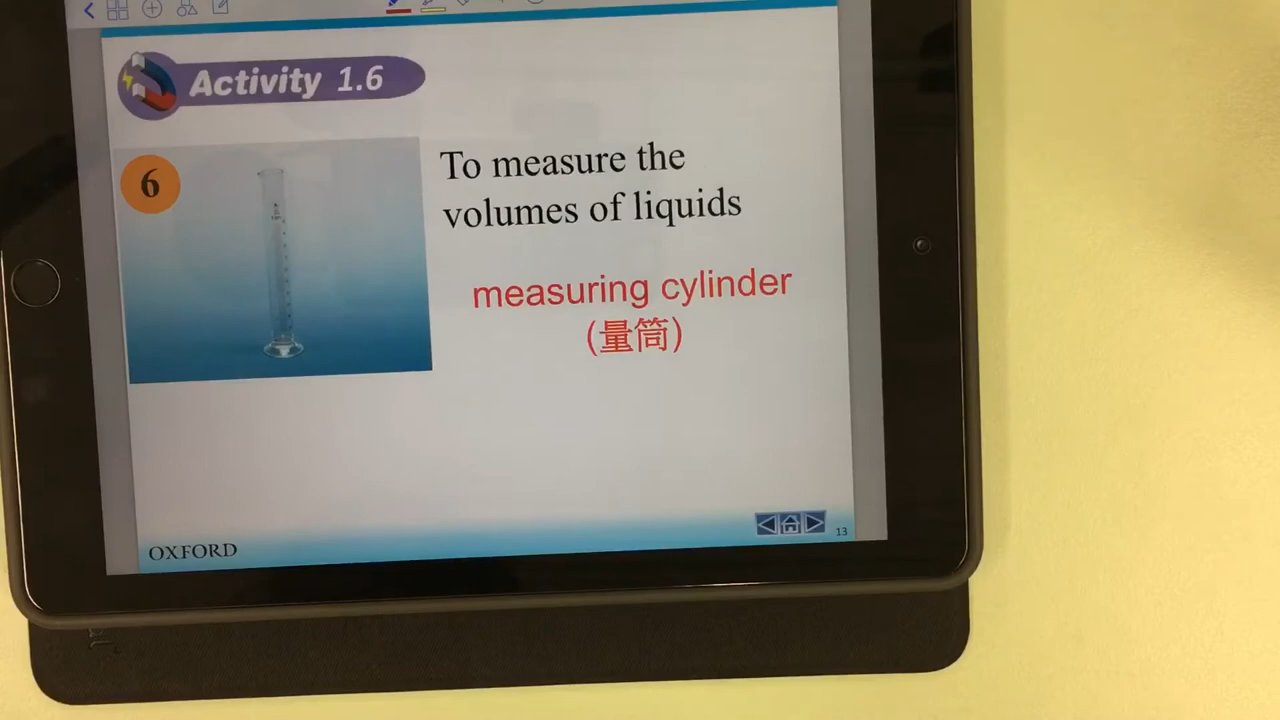 Activity 1.6
6
To measure the
volumes of liquids
measuring cylinder
(量筒)
OXFORD
13